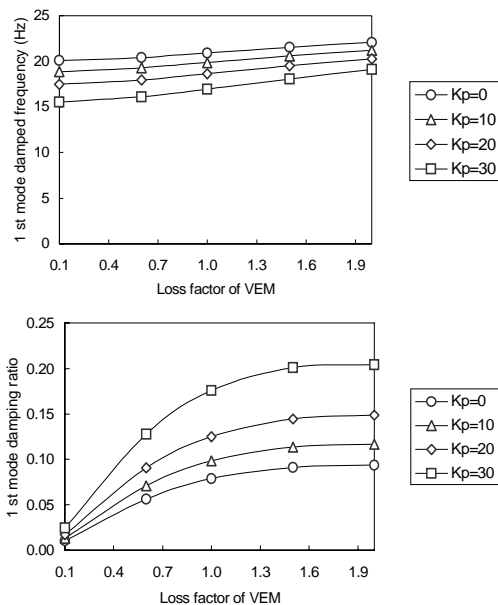 1 st mode damped frequency (Hz)
25
20
15
10
5
0
0.1 0.4 0.7 1.0 1.3 1.6 1.9
Loss factor of VEM
Kp=0
Kp=10
Kp=20
Kp=30
1 st mode damping ratio
0.25
0.20
0.15
0.10
0.05
0.00
0.1 0.4 0.7 1.0 1.3 1.6 1.9
Loss factor of VEM
Kp=0
Kp=10
Kp=20
Kp=30